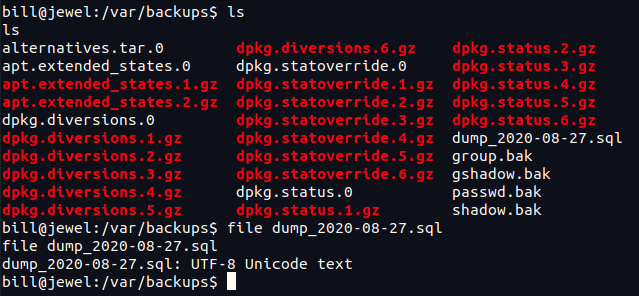 bill@jewel:/var/backups$ ls
ls
alternatives.tar.0 dpkg.diversions.6.gz dpkg.status.2.gz
apt.extended_states.0 dpkg.statoverride.0 dpkg.status.3.gz
apt.extended_states.1.gz dpkg.statoverride.1.gz dpkg.status.4.gz
apt.extended_states.2.gz dpkg.statoverride.2.gz dpkg.status.5.gz
dpkg.diversions.0 dpkg.statoverride.3.gz dpkg.status.6.gz
dpkg.diversions.1.gz dpkg.statoverride.4.gz dump_2020-08-27.sql
dpkg.diversions.2.gz dpkg.statoverride.5.gz group.bak
dpkg.diversions.3.gz dpkg.statoverride.6.gz gshadow.bak
dpkg.diversions.4.gz dpkg.status.0 passwd.bak
dpkg.diversions.5.gz dpkg.status.1.gz shadow.bak
bill@jewel:/var/backups$ file dump_2020-08-27.sql
file dump_2020-08-27.sql
dump_2020-08-27.sql: UTF-8 Unicode text
bill@jewel:/var/backups$